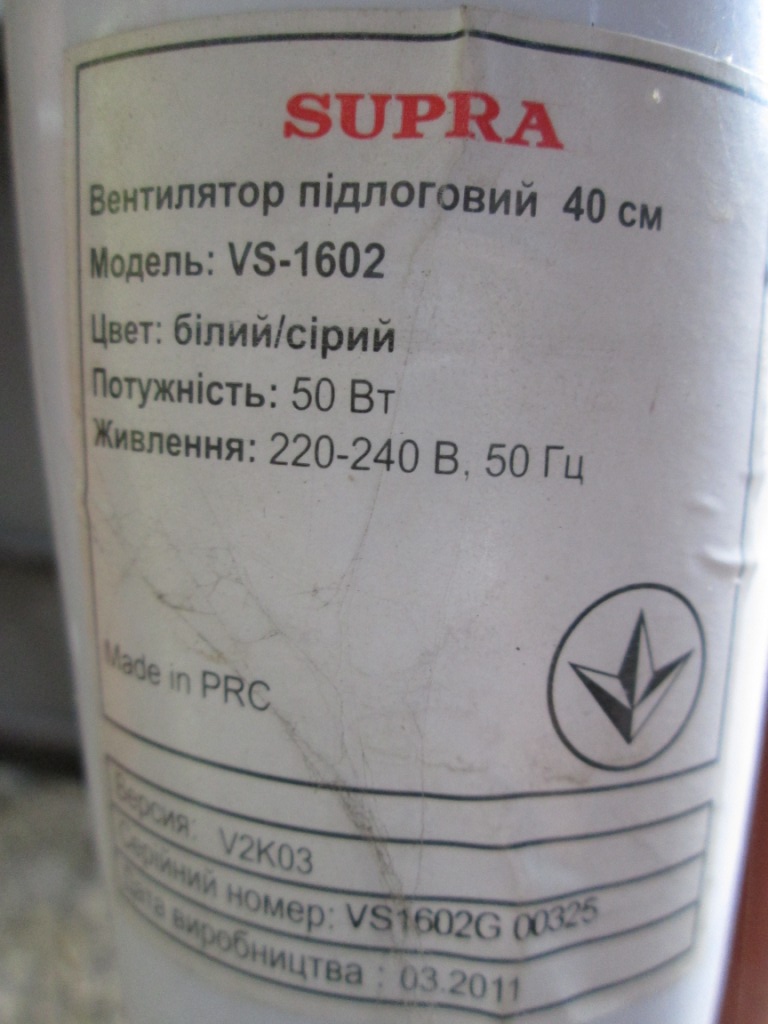 SUPRA
Вентилятор підлоговий 40 см
Модель: VS-1602
Цвет: білий/сірий
Потужність: 50 Вт
Живлення: 220-240 В, 50 Гц
Made in PRC
Версия: V2K03
Серійний номер: VS1602G 00325
Дата виробництва : 03.2011